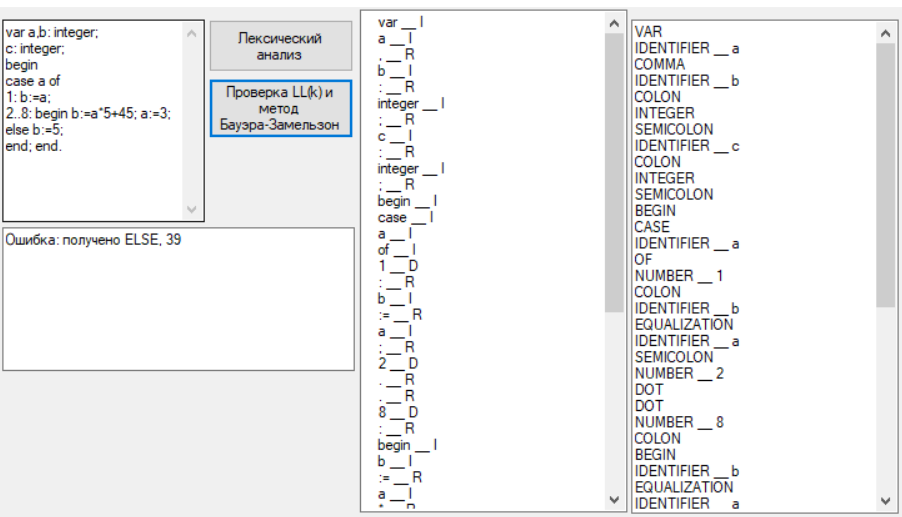 var a,b: integer;
c: integer;
begin
case a of
1: b:=a;
2..8: begin b:=a*5+45; a:=3;
else b:=5;
end; end.
Лексический
анализ
Проверка LL(k) и
метод
Бауэра-Замельзон
Ошибка: получено ELSE, 39
var __ I
a __ I
, __ R
b __ I
: __ R
integer __ I
; __ R
c __ I
: __ R
integer __ I
; __ R
begin __ I
case __ I
a __ I
of __ I
1 __ D
: __ R
b __ I
:= __ R
a __ I
; __ R
2 __ D
. __ R
. __ R
8 __ D
: __ R
begin __ I
b __ I
:= __ R
a __ I
VAR
IDENTIFIER __ a
COMMA
IDENTIFIER __ b
COLON
INTEGER
SEMICOLON
IDENTIFIER __ c
COLON
INTEGER
SEMICOLON
BEGIN
CASE
IDENTIFIER __ a
OF
NUMBER __ 1
COLON
IDENTIFIER __ b
EQUALIZATION
IDENTIFIER __ a
SEMICOLON
NUMBER __ 2
DOT
DOT
NUMBER __ 8
COLON
BEGIN
IDENTIFIER __ b
EQUALIZATION
IDENTIFIER __ a